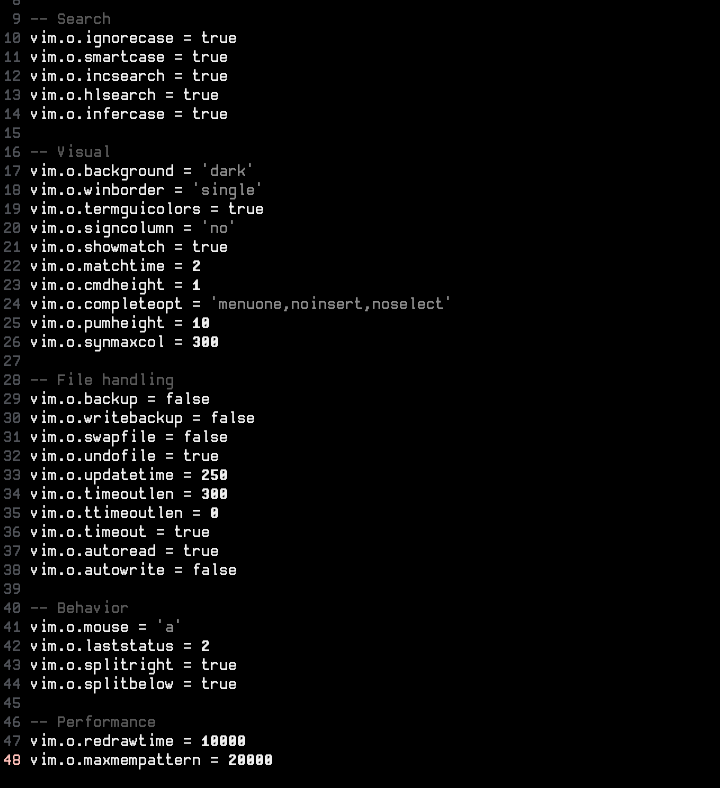 8
9 -- Search
10 vim.o.ignorecase = true
11 vim.o.smartcase = true
12 vim.o.incsearch = true
13 vim.o.hlsearch = true
14 vim.o.infercase = true
15
16 -- Visual
17 vim.o.background = 'dark'
18 vim.o.winborder = 'single'
19 vim.o.termguicolors = true
20 vim.o.signcolumn = 'no'
21 vim.o.showmatch = true
22 vim.o.matchtime = 2
23 vim.o.cmdheight = 1
24 vim.o.completeopt = 'menuone,noinsert,noselect'
25 vim.o.pumheight = 10
26 vim.o.synmaxcol = 300
27
28 -- File handling
29 vim.o.backup = false
30 vim.o.writebackup = false
31 vim.o.swapfile = false
32 vim.o.undofile = true
33 vim.o.updatetime = 250
34 vim.o.timeoutlen = 300
35 vim.o.ttimeoutlen = 0
36 vim.o.timeout = true
37 vim.o.autoread = true
38 vim.o.autowrite = false
39
40 -- Behavior
41 vim.o.mouse = 'a'
42 vim.o.laststatus = 2
43 vim.o.splitright = true
44 vim.o.splitbelow = true
45
46 -- Performance
47 vim.o.redrawtime = 10000
48 vim.o.maxmempattern = 20000